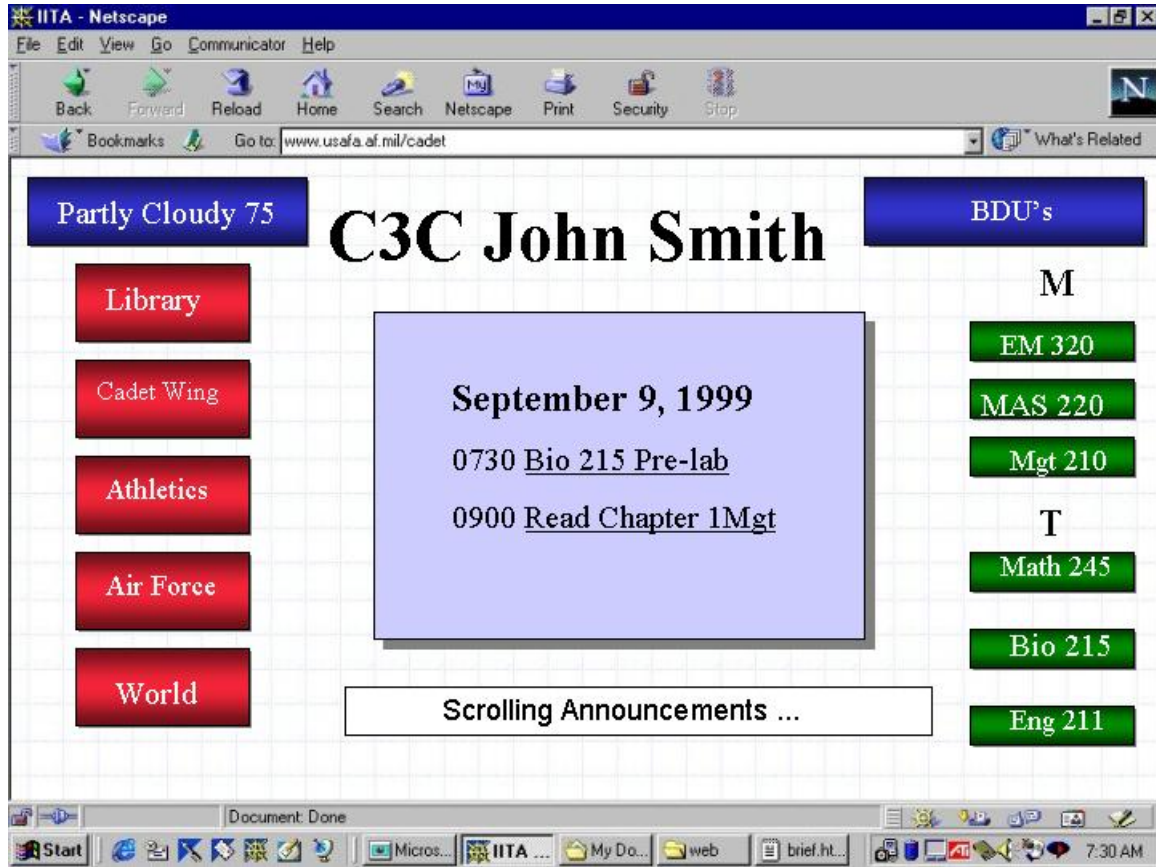 IITA - Netscape
File Edit View Go Communicator Help
Back Forward Reload Home Search Netscape Print Security Stop
Bookmarks Go to: www.usafa.af.mil/cadet What's Related
Partly Cloudy 75
C3C John Smith
BDU's
Library
Cadet Wing
Athletics
Air Force
World
September 9, 1999
0730 Bio 215 Pre-lab
0900 Read Chapter 1Mgt
Scrolling Announcements ...
M
EM 320
MAS 220
Mgt 210
T
Math 245
Bio 215
Eng 211
Document: Done
Start Micros... IITA ... My Do... web brief.ht... 7:30 AM